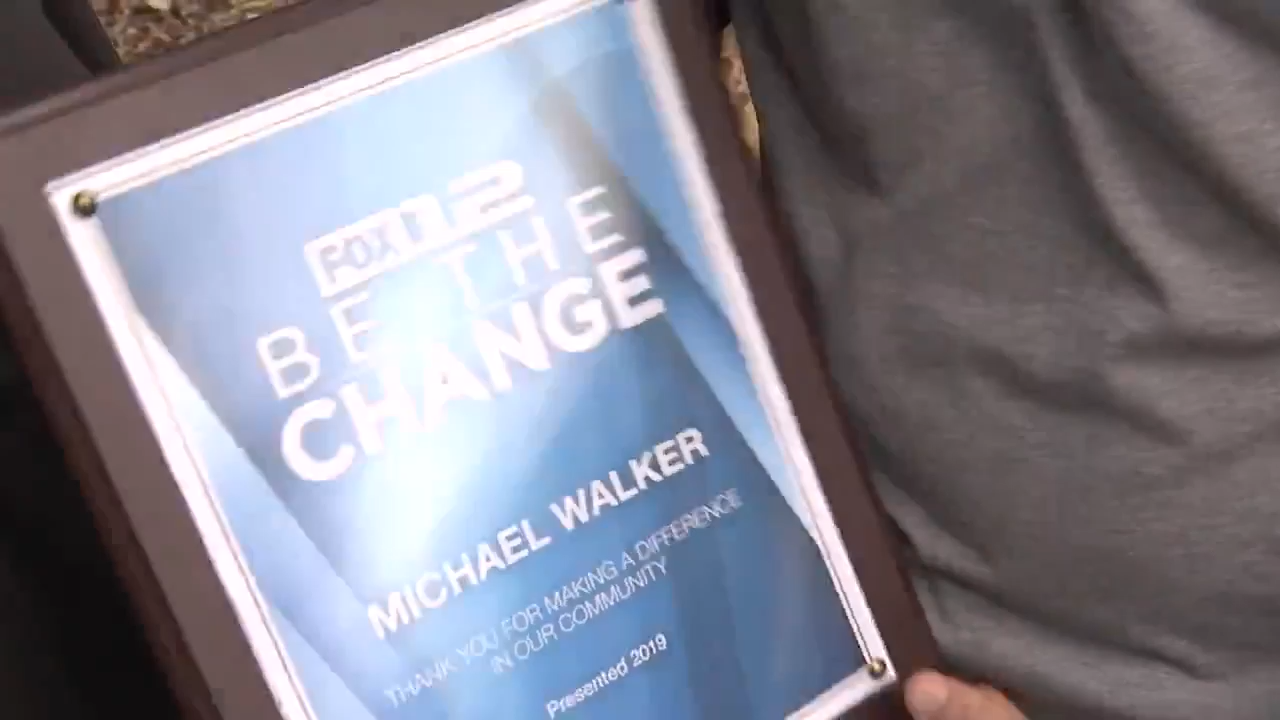 FOX 12
BE THE
CHANGE
MICHAEL WALKER
THANK YOU FOR MAKING A DIFFERENCE
IN OUR COMMUNITY
Presented 2019